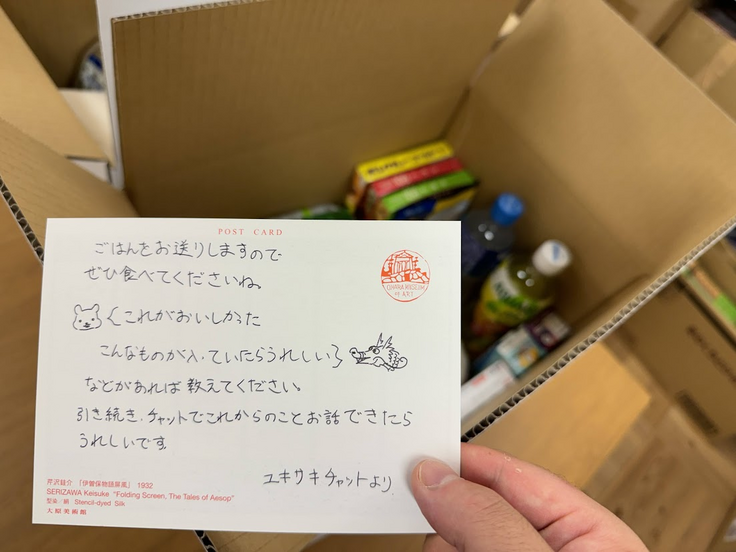 POST CARD
ごはんをお送りしますので
ぜひ食べてくださいね。
これがおいしかった
こんなものが入っていたらうれしい
などがあれば教えてください。
引き続き、チャットでこれからのことお話できたら
うれしいです。
ユキサキチャットより。
OHARA MUSEUM
OF ART
芹沢銈介 「伊曽保物語屏風」 1932
SERIZAWA Keisuke "Folding Screen, The Tales of Aesop"
型染・絹 Stencil-dyed Silk
大原美術館